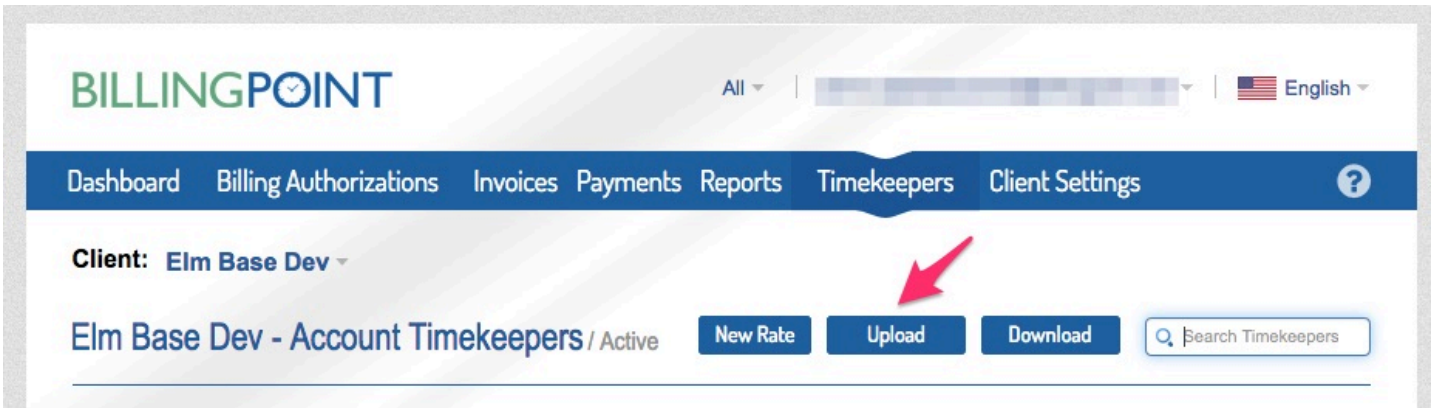 BILLINGPOINT All English
Dashboard Billing Authorizations Invoices Payments Reports Timekeepers Client Settings ?
Client: Elm Base Dev
Elm Base Dev - Account Timekeepers / Active New Rate Upload Download Search Timekeepers